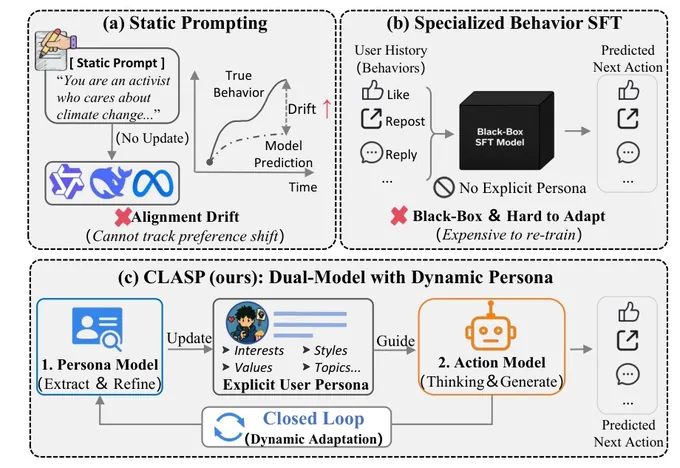 (a) Static Prompting
[ Static Prompt ]
“You are an activist
who cares about
climate change...”
(No Update)
True
Behavior
Drift
Model
Prediction
Time
Alignment Drift
(Cannot track preference shift)
(b) Specialized Behavior SFT
User History
(Behaviors)
Like
Repost
Reply
...
Black-Box
SFT Model
No Explicit Persona
Predicted
Next Action
...
Black-Box & Hard to Adapt
(Expensive to re-train)
(c) CLASP (ours): Dual-Model with Dynamic Persona
1. Persona Model
(Extract & Refine)
Update
➤ Interests ➤ Styles
➤ Values ➤ Topics...
Explicit User Persona
Guide
2. Action Model
(Thinking&Generate)
Closed Loop
(Dynamic Adaptation)
...
Predicted
Next Action